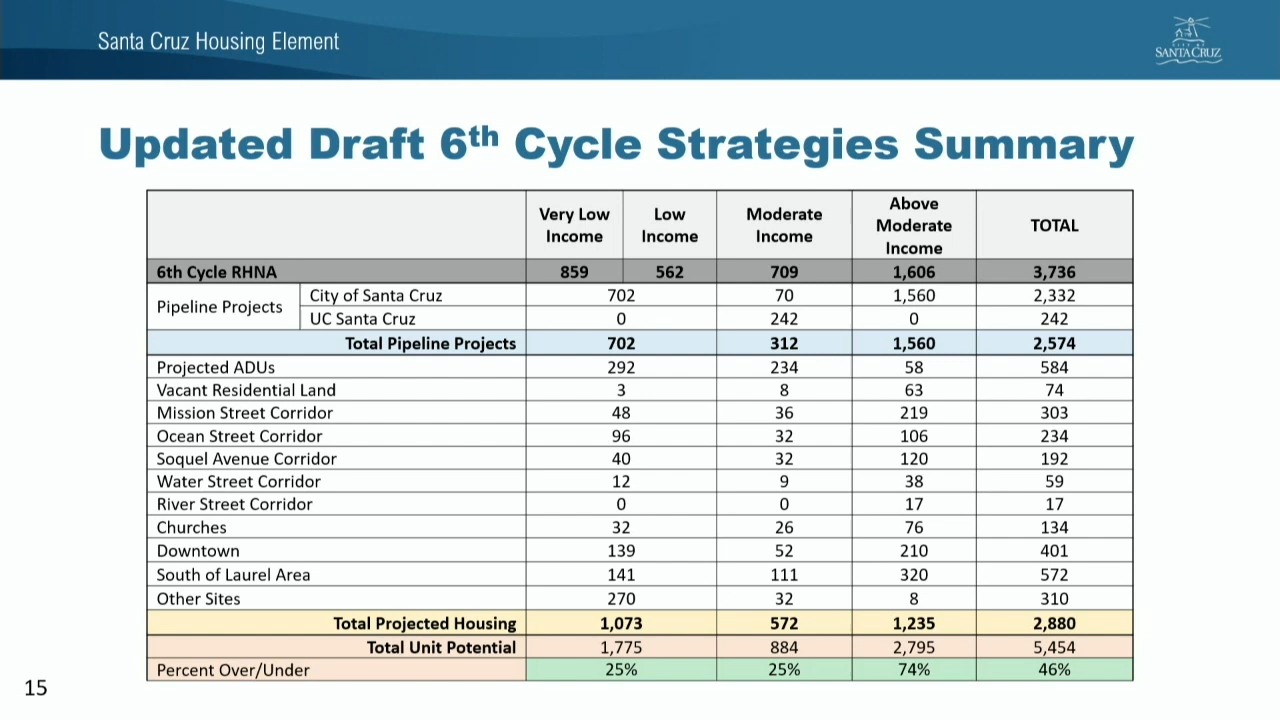 Santa Cruz Housing Element
CITY OF
SANTA CRUZ
Updated Draft 6th Cycle Strategies Summary
Very Low Income Low Income Moderate Income Above Moderate Income TOTAL
6th Cycle RHNA 859 562 709 1,606 3,736
Pipeline Projects City of Santa Cruz 702 70 1,560 2,332
UC Santa Cruz 0 242 0 242
Total Pipeline Projects 702 312 1,560 2,574
Projected ADUs 292 234 58 584
Vacant Residential Land 3 8 63 74
Mission Street Corridor 48 36 219 303
Ocean Street Corridor 96 32 106 234
Soquel Avenue Corridor 40 32 120 192
Water Street Corridor 12 9 38 59
River Street Corridor 0 0 17 17
Churches 32 26 76 134
Downtown 139 52 210 401
South of Laurel Area 141 111 320 572
Other Sites 270 32 8 310
Total Projected Housing 1,073 572 1,235 2,880
Total Unit Potential 1,775 884 2,795 5,454
Percent Over/Under 25% 25% 74% 46%
15